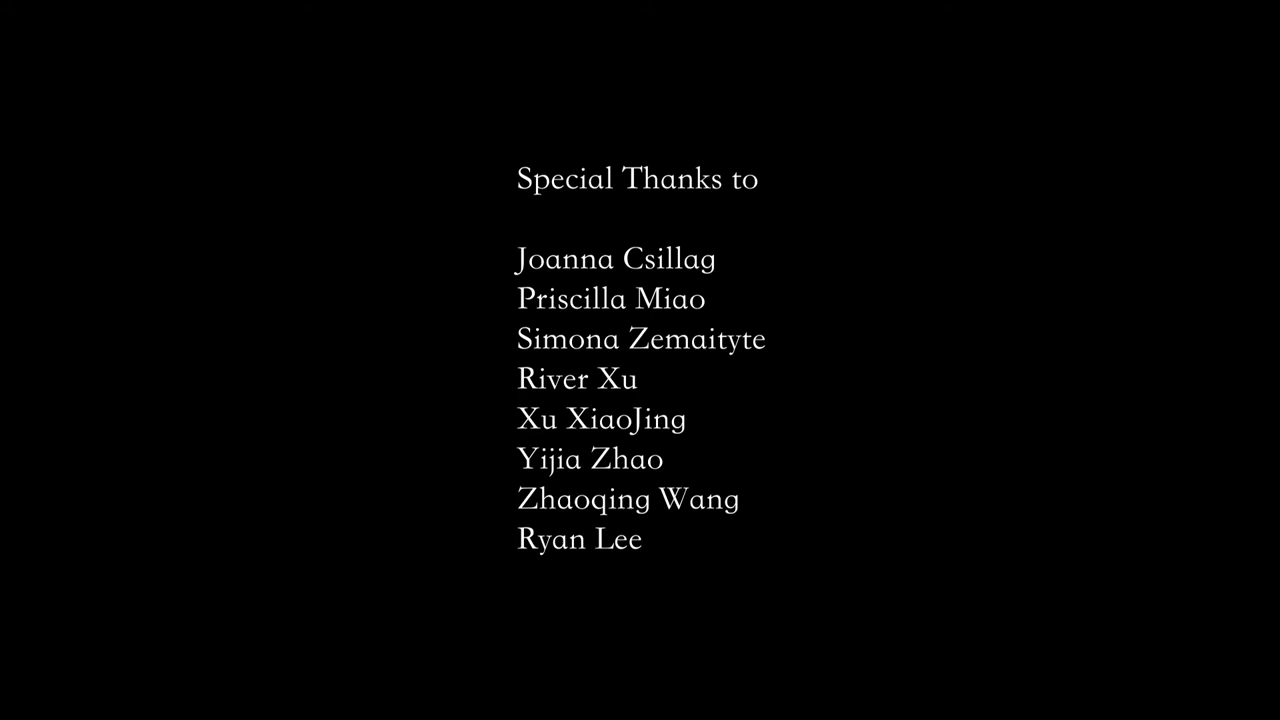 Special Thanks to
Joanna Csillag
Priscilla Miao
Simona Zemaityte
River Xu
Xu XiaoJing
Yijia Zhao
Zhaoqing Wang
Ryan Lee